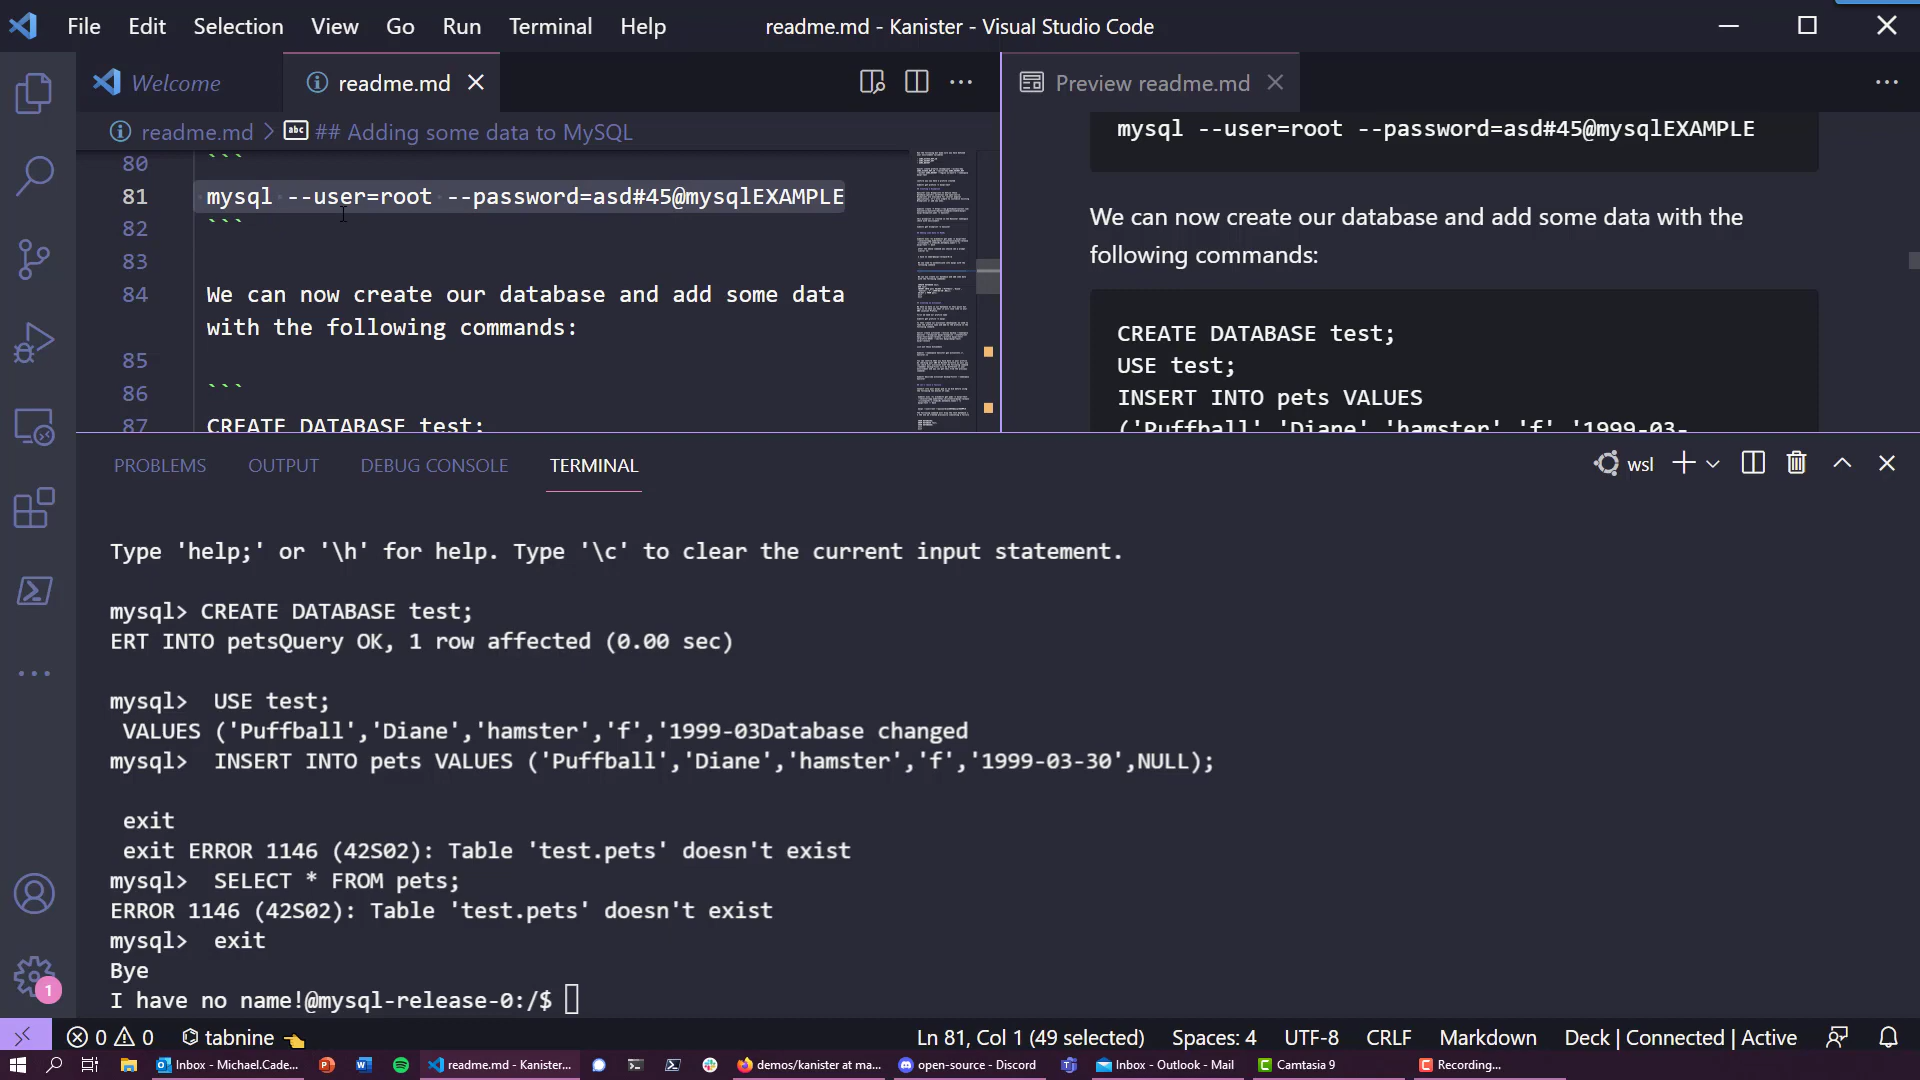 File Edit Selection View Go Run Terminal Help
readme.md - Kanister - Visual Studio Code
Welcome
readme.md
Preview readme.md
readme.md > ## Adding some data to MySQL
80 ```
81 mysql --user=root --password=asd#45@mysqlEXAMPLE
82 ```
83
84 We can now create our database and add some data
with the following commands:
85
86 ```
87 CREATE DATABASE test;
mysql --user=root --password=asd#45@mysqlEXAMPLE
We can now create our database and add some data with the
following commands:
CREATE DATABASE test;
USE test;
INSERT INTO pets VALUES
('Puffball','Diane','hamster','f','1999-03-
PROBLEMS OUTPUT DEBUG CONSOLE TERMINAL
wsl
Type 'help;' or '\h' for help. Type '\c' to clear the current input statement.
mysql> CREATE DATABASE test;
ERT INTO petsQuery OK, 1 row affected (0.00 sec)
mysql>  USE test;
 VALUES ('Puffball','Diane','hamster','f','1999-03Database changed
mysql>  INSERT INTO pets VALUES ('Puffball','Diane','hamster','f','1999-03-30',NULL);
 exit
 exit ERROR 1146 (42S02): Table 'test.pets' doesn't exist
mysql>  SELECT * FROM pets;
ERROR 1146 (42S02): Table 'test.pets' doesn't exist
mysql>  exit
Bye
I have no name!@mysql-release-0:/$
1
0 0 tabnine
Ln 81, Col 1 (49 selected) Spaces: 4 UTF-8 CRLF Markdown Deck | Connected | Active
Inbox - Michael.Cade...
readme.md - Kanister...
demos/kanister at ma...
open-source - Discord
Inbox - Outlook - Mail
Camtasia 9
Recording...